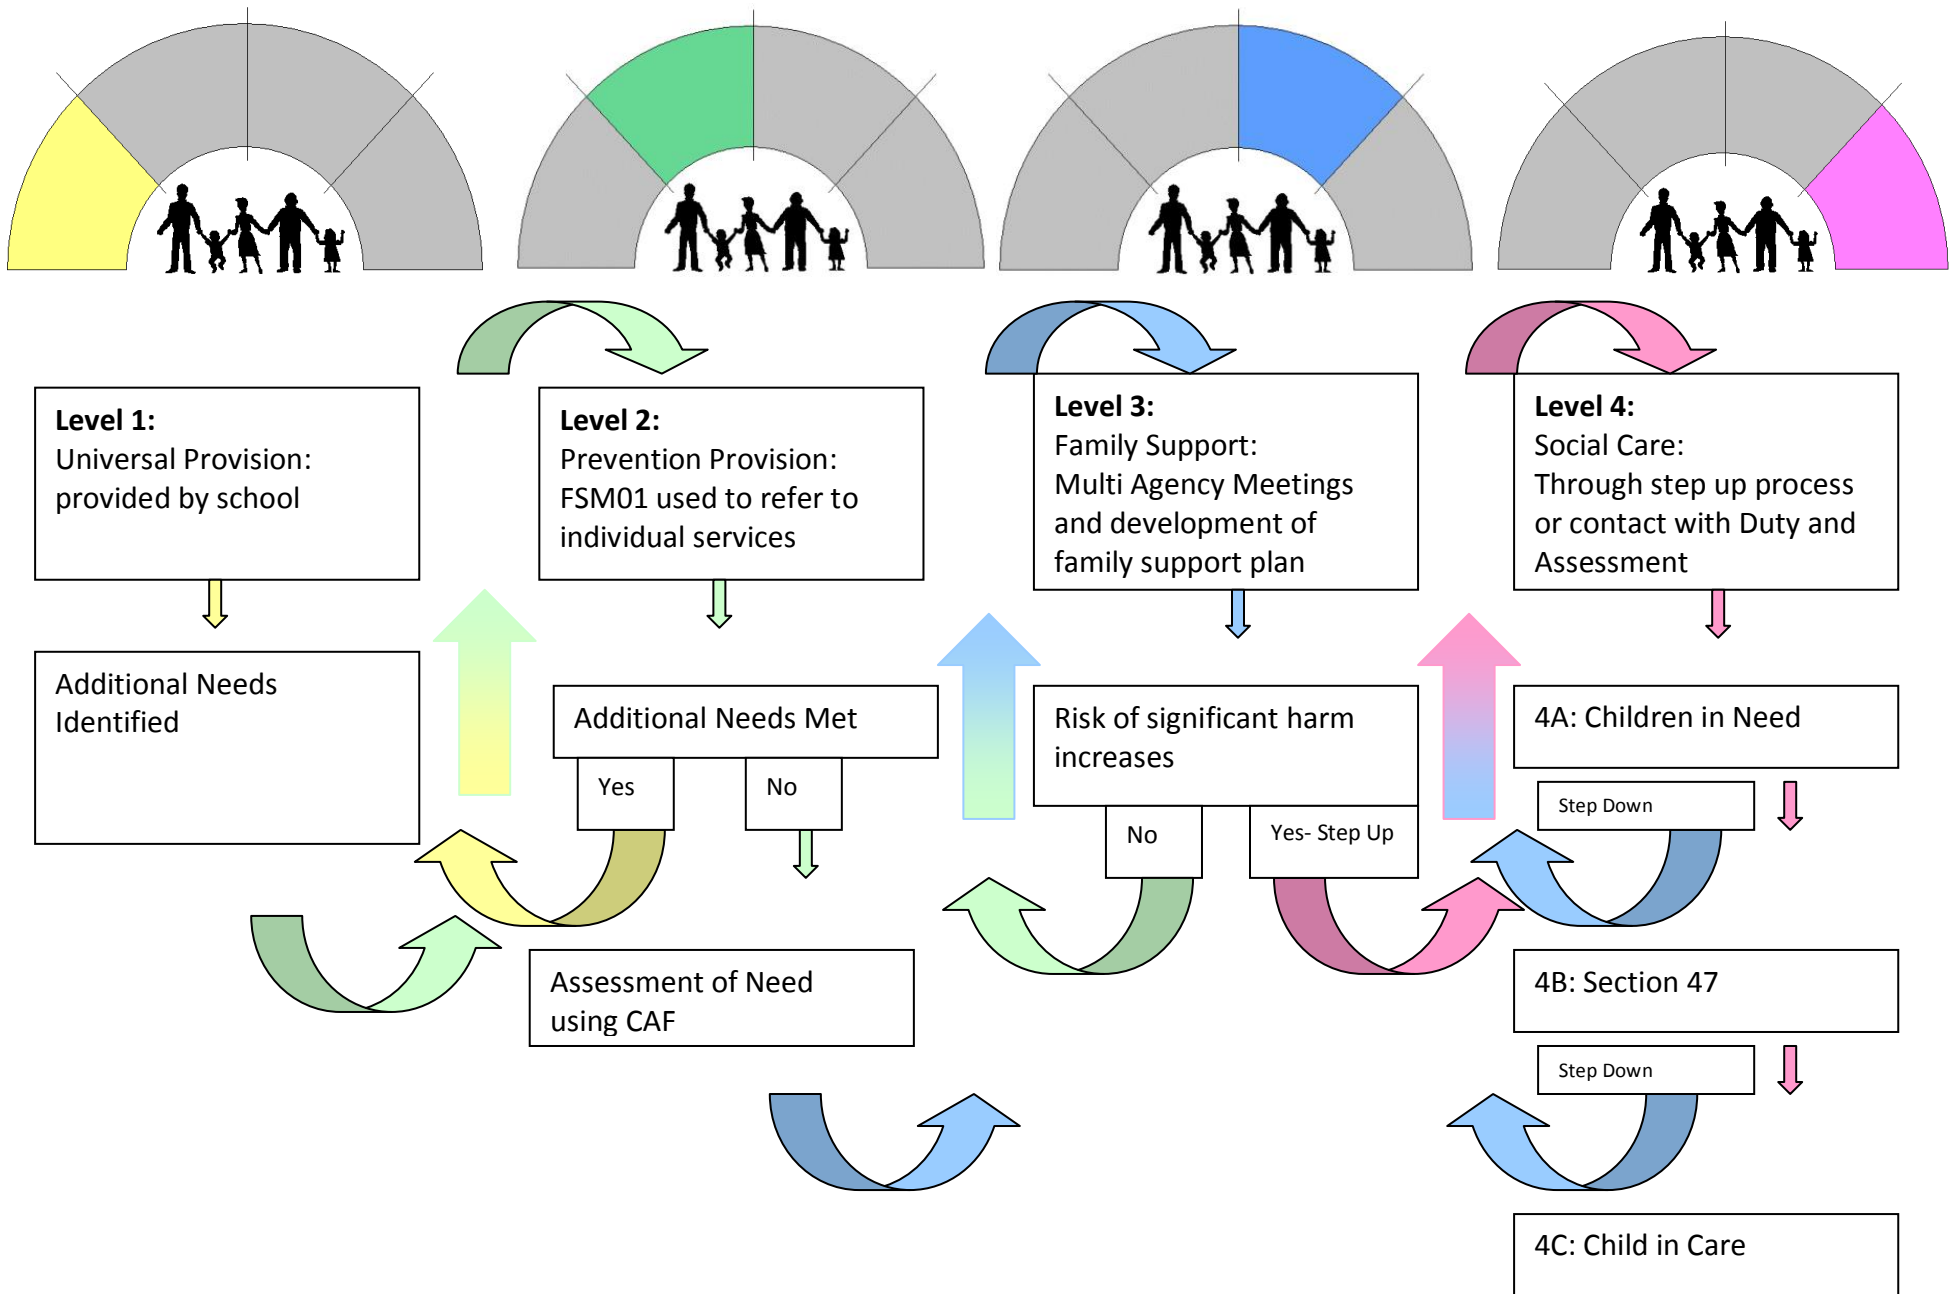 Level 1:
Universal Provision:
provided by school
Additional Needs
Identified
Level 2:
Prevention Provision:
FSM01 used to refer to
individual services
Additional Needs Met
Yes
No
Assessment of Need
using CAF
Level 3:
Family Support:
Multi Agency Meetings
and development of
family support plan
Risk of significant harm
increases
No
Yes- Step Up
Level 4:
Social Care:
Through step up process
or contact with Duty and
Assessment
4A: Children in Need
Step Down
4B: Section 47
Step Down
4C: Child in Care